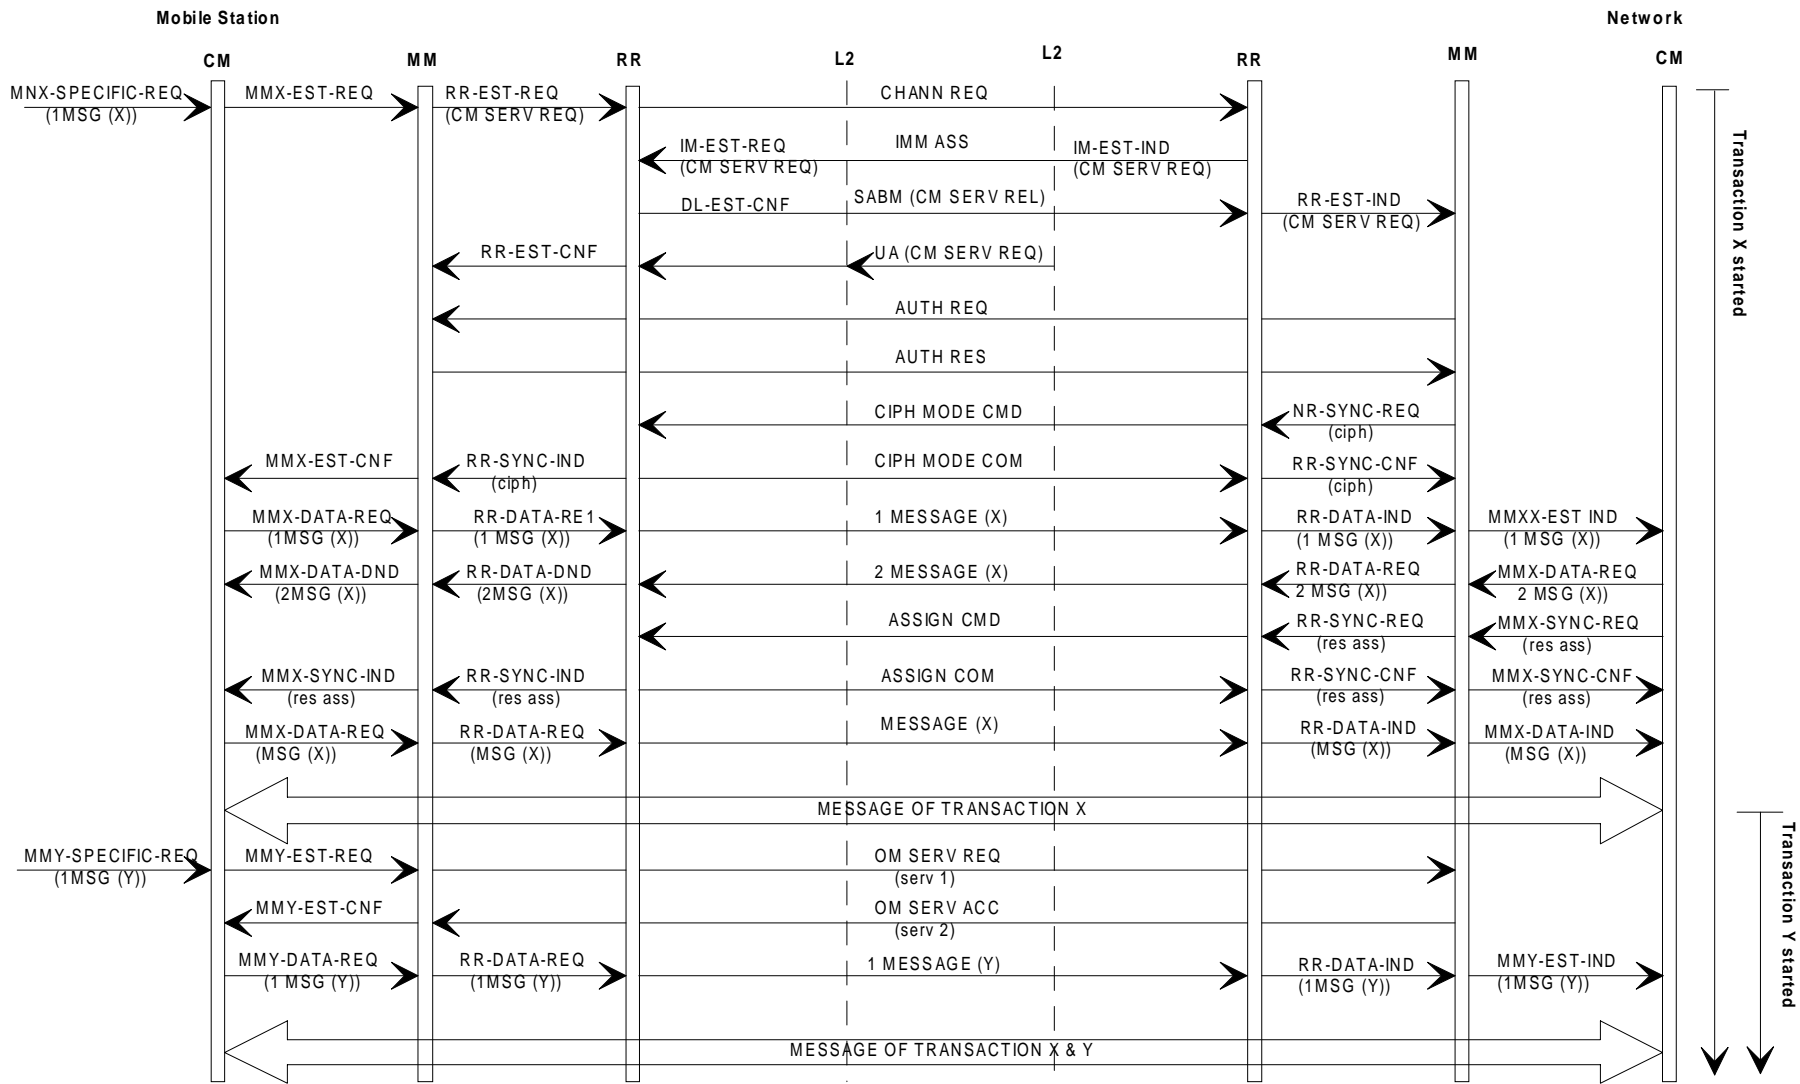 Mobile Station
Network
CM
MM
RR
L2
L2
RR
MM
CM
MNX-SPECIFIC-REQ
(1MSG (X))
MMX-EST-REQ
RR-EST-REQ
(CM SERV REQ)
CHANN REQ
IM-EST-REQ
(CM SERV REQ)
IMM ASS
IM-EST-IND
(CM SERV REQ)
DL-EST-CNF
SABM (CM SERV REL)
RR-EST-IND
(CM SERV REQ)
RR-EST-CNF
UA (CM SERV REQ)
AUTH REQ
AUTH RES
CIPH MODE CMD
NR-SYNC-REQ
(ciph)
MMX-EST-CNF
RR-SYNC-IND
(ciph)
CIPH MODE COM
RR-SYNC-CNF
(ciph)
MMX-DATA-REQ
(1MSG (X))
RR-DATA-RE1
(1 MSG (X))
1 MESSAGE (X)
RR-DATA-IND
(1 MSG (X))
MMXX-EST IND
(1 MSG (X))
MMX-DATA-DND
(2MSG (X))
RR-DATA-DND
(2MSG (X))
2 MESSAGE (X)
RR-DATA-REQ
2 MSG (X))
MMX-DATA-REQ
2 MSG (X))
ASSIGN CMD
RR-SYNC-REQ
(res ass)
MMX-SYNC-REQ
(res ass)
MMX-SYNC-IND
(res ass)
RR-SYNC-IND
(res ass)
ASSIGN COM
RR-SYNC-CNF
(res ass)
MMX-SYNC-CNF
(res ass)
MMX-DATA-REQ
(MSG (X))
RR-DATA-REQ
(MSG (X))
MESSAGE (X)
RR-DATA-IND
(MSG (X))
MMX-DATA-IND
(MSG (X))
MESSAGE OF TRANSACTION X
MMY-SPECIFIC-REQ
(1MSG (Y))
MMY-EST-REQ
OM SERV REQ
(serv 1)
MMY-EST-CNF
OM SERV ACC
(serv 2)
MMY-DATA-REQ
(1 MSG (Y))
RR-DATA-REQ
(1MSG (Y))
1 MESSAGE (Y)
RR-DATA-IND
(1MSG (Y))
MMY-EST-IND
(1MSG (Y))
MESSAGE OF TRANSACTION X & Y
Transaction X started
Transaction Y started